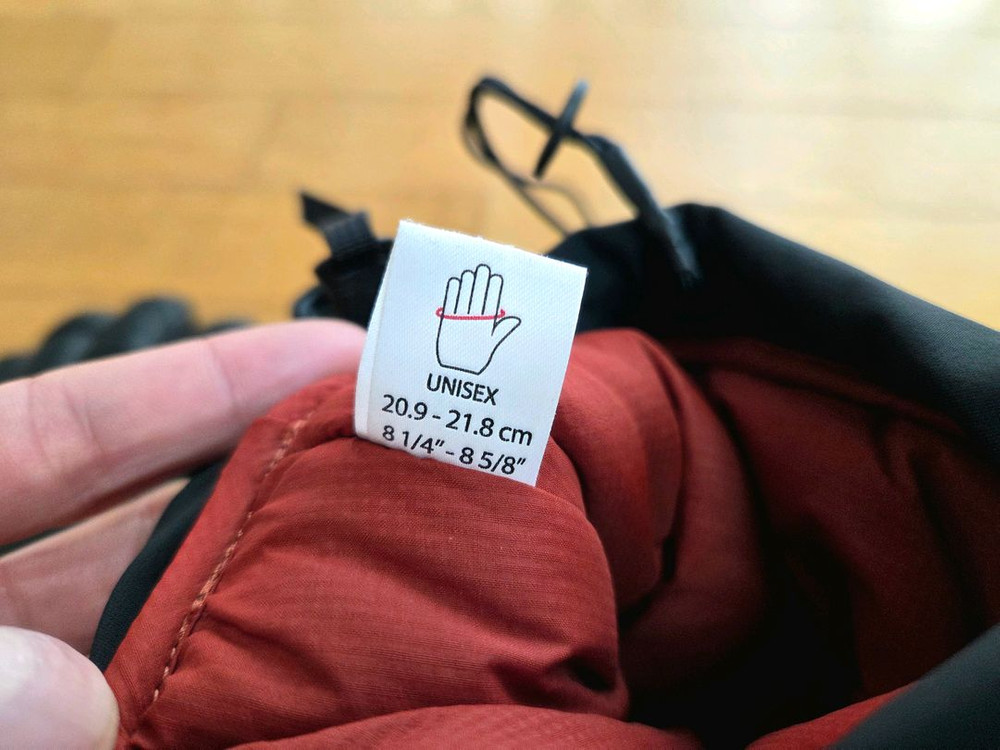 UNISEX
20.9 - 21.8 cm
8 1/4" - 8 5/8"